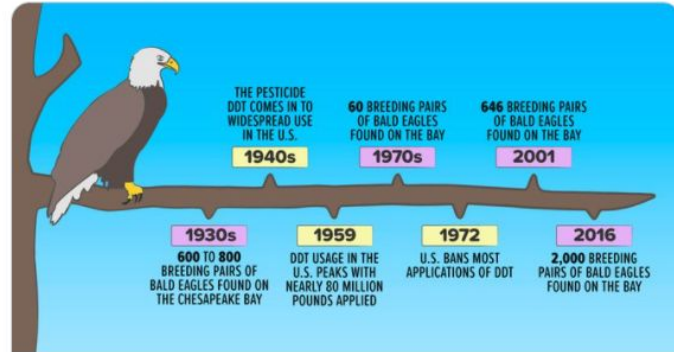 THE PESTICIDE
DDT COMES IN TO
WIDESPREAD USE
IN THE U.S.
1940s
60 BREEDING PAIRS
OF BALD EAGLES
FOUND ON THE BAY
1970s
646 BREEDING PAIRS
OF BALD EAGLES
FOUND ON THE BAY
2001
1930s
600 TO 800
BREEDING PAIRS OF
BALD EAGLES FOUND ON
THE CHESAPEAKE BAY
1959
DDT USAGE IN THE
U.S. PEAKS WITH
NEARLY 80 MILLION
POUNDS APPLIED
1972
U.S. BANS MOST
APPLICATIONS OF DDT
2016
2,000 BREEDING
PAIRS OF BALD EAGLES
FOUND ON THE BAY